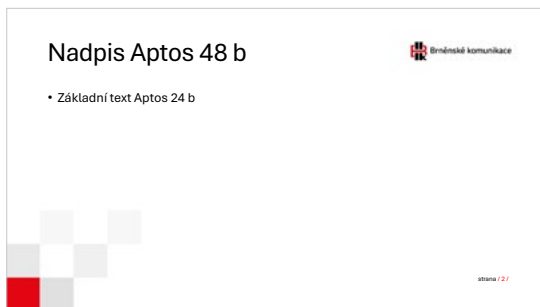 Nadpis Aptos 48 b
Brněnské komunikace
• Základní text Aptos 24 b
strana / 2 /